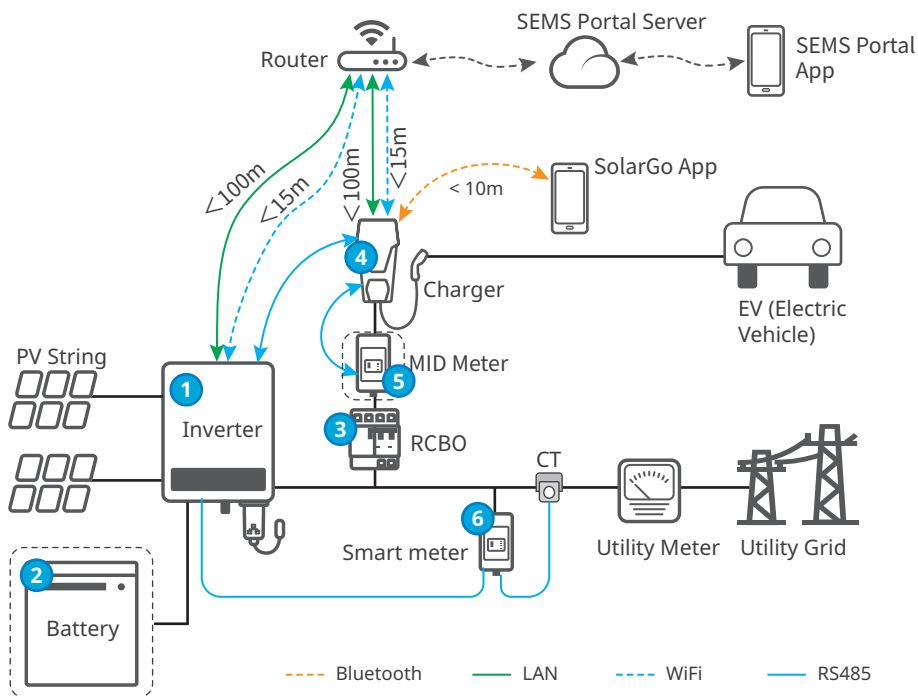 SEMS Portal Server
Router
SEMS Portal
App
<100m
<15m
<100m
<15m
< 10m
SolarGo App
4
Charger
EV (Electric
Vehicle)
PV String
MID Meter
1
5
Inverter
3
RCBO
CT
6
Smart meter
Utility Meter
Utility Grid
2
Battery
Bluetooth
LAN
WiFi
RS485